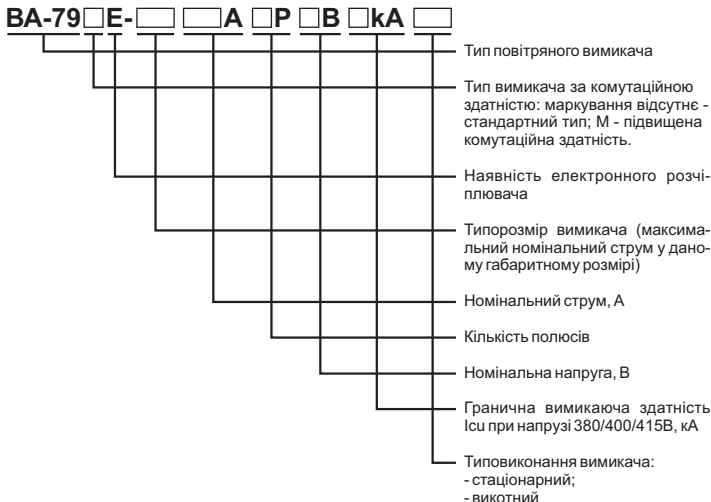 ВА-79□Е-□ □А □Р □В □kА □
Тип повітряного вимикача
Тип вимикача за комутаційною
здатністю: маркування відсутнє -
стандартний тип; М - підвищена
комутаційна здатність.
Наявність електронного розчі-
плювача
Типорозмір вимикача (максима-
льний номінальний струм у дано-
му габаритному розмірі)
Номінальний струм, А
Кількість полюсів
Номінальна напруга, В
Гранична вимикаюча здатність
Icu при напрузі 380/400/415В, кА
Типовиконання вимикача:
- стаціонарний;
- викотний